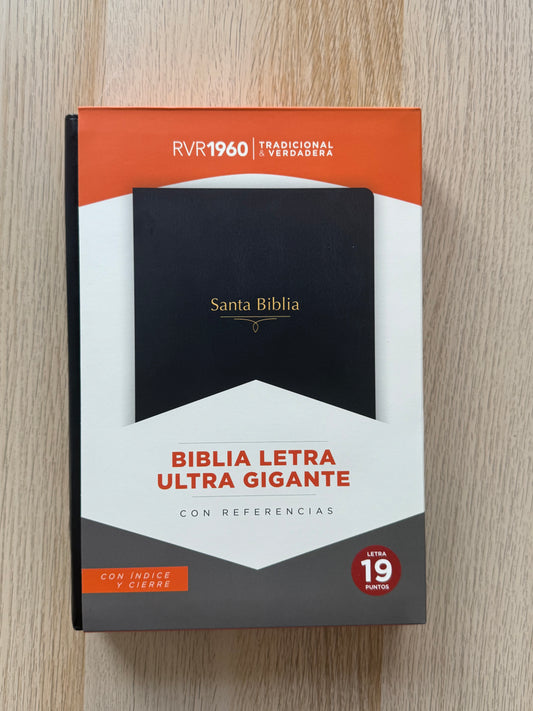 RVR1960 | TRADICIONAL
& VERDADERA
Santa Biblia
BIBLIA LETRA
ULTRA GIGANTE
CON REFERENCIAS
CON ÍNDICE
Y CIERRE
LETRA
19
PUNTOS